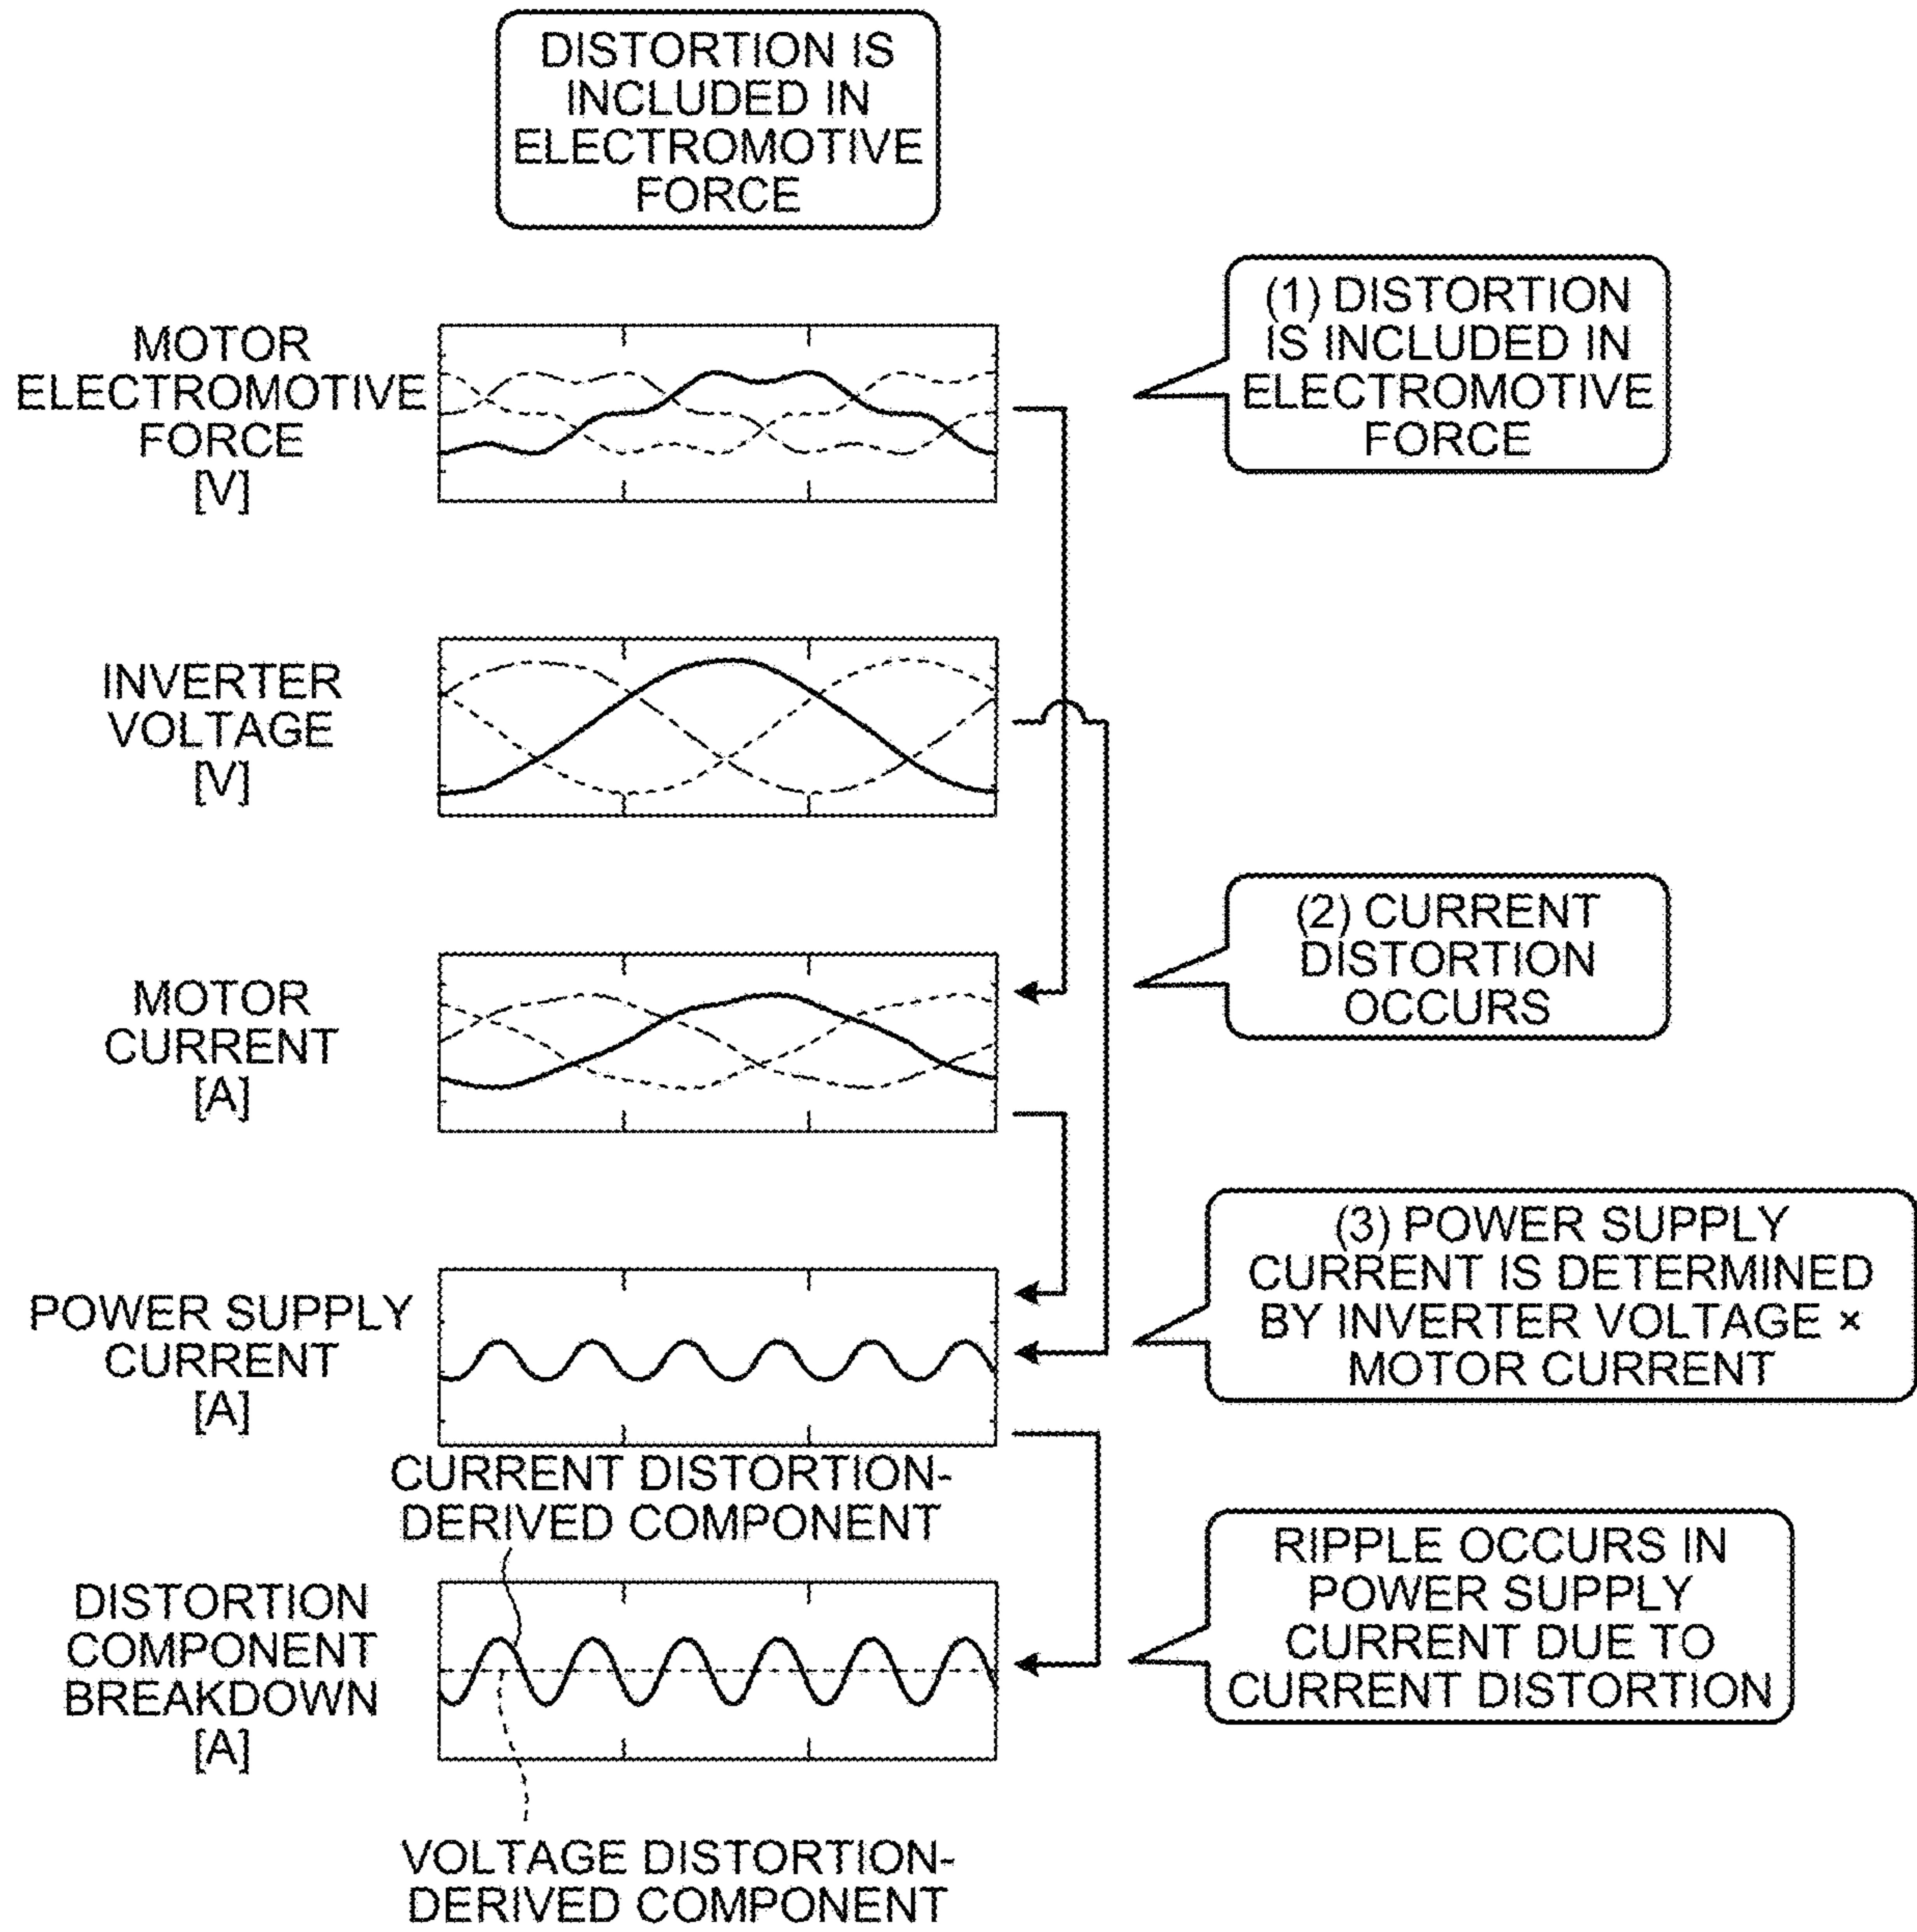 DISTORTION IS
INCLUDED IN
ELECTROMOTIVE
FORCE
MOTOR
ELECTROMOTIVE
FORCE
[V]
(1) DISTORTION
IS INCLUDED IN
ELECTROMOTIVE
FORCE
INVERTER
VOLTAGE
[V]
MOTOR
CURRENT
[A]
(2) CURRENT
DISTORTION
OCCURS
POWER SUPPLY
CURRENT
[A]
(3) POWER SUPPLY
CURRENT IS DETERMINED
BY INVERTER VOLTAGE ×
MOTOR CURRENT
CURRENT DISTORTION-
DERIVED COMPONENT
DISTORTION
COMPONENT
BREAKDOWN
[A]
RIPPLE OCCURS IN
POWER SUPPLY
CURRENT DUE TO
CURRENT DISTORTION
VOLTAGE DISTORTION-
DERIVED COMPONENT